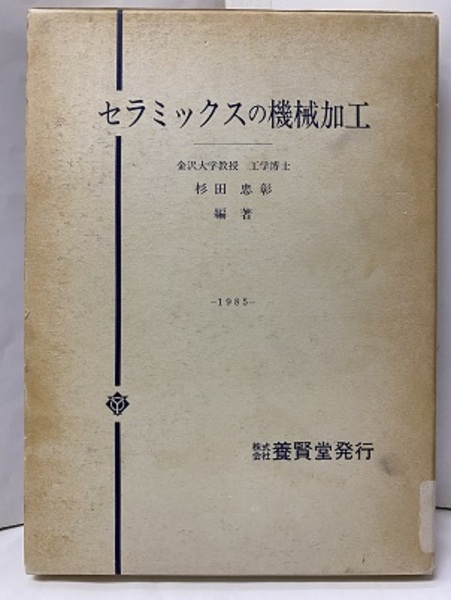 セラミックスの機械加工
金沢大学教授 工学博士
杉田忠彰
編著
-1985-
株式会社養賢堂発行